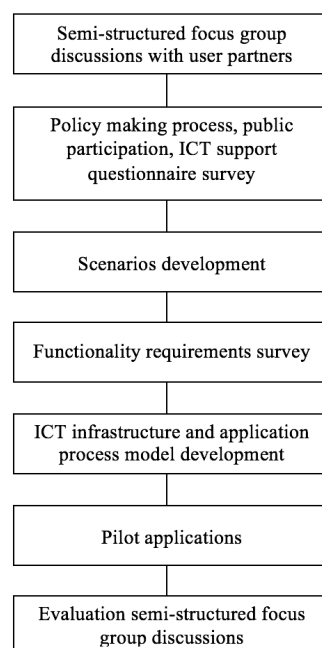 Semi-structured focus group
discussions with user partners
Policy making process, public
participation, ICT support
questionnaire survey
Scenarios development
Functionality requirements survey
ICT infrastructure and application
process model development
Pilot applications
Evaluation semi-structured focus
group discussions